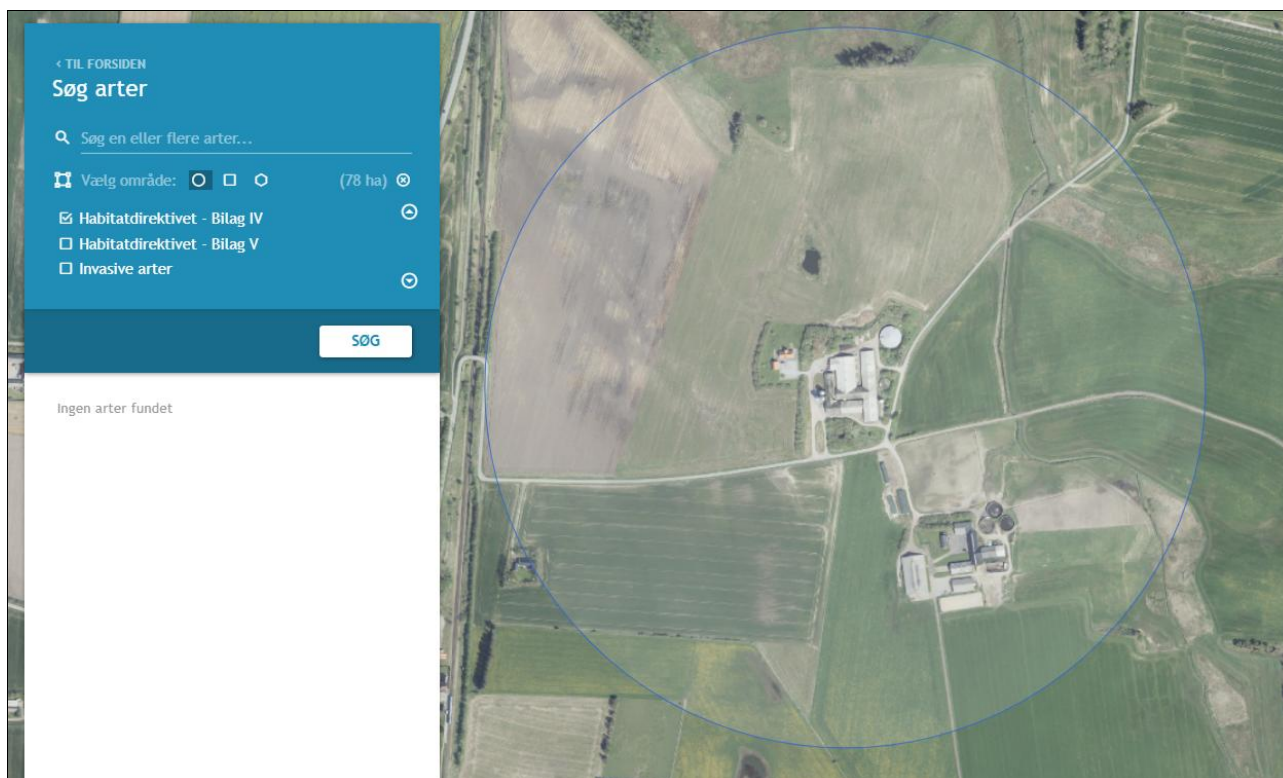 ‹ TIL FORSIDEN
Søg arter
Søg en eller flere arter...
Vælg område: (78 ha)
Habitatdirektivet - Bilag IV
Habitatdirektivet - Bilag V
Invasive arter
SØG
Ingen arter fundet